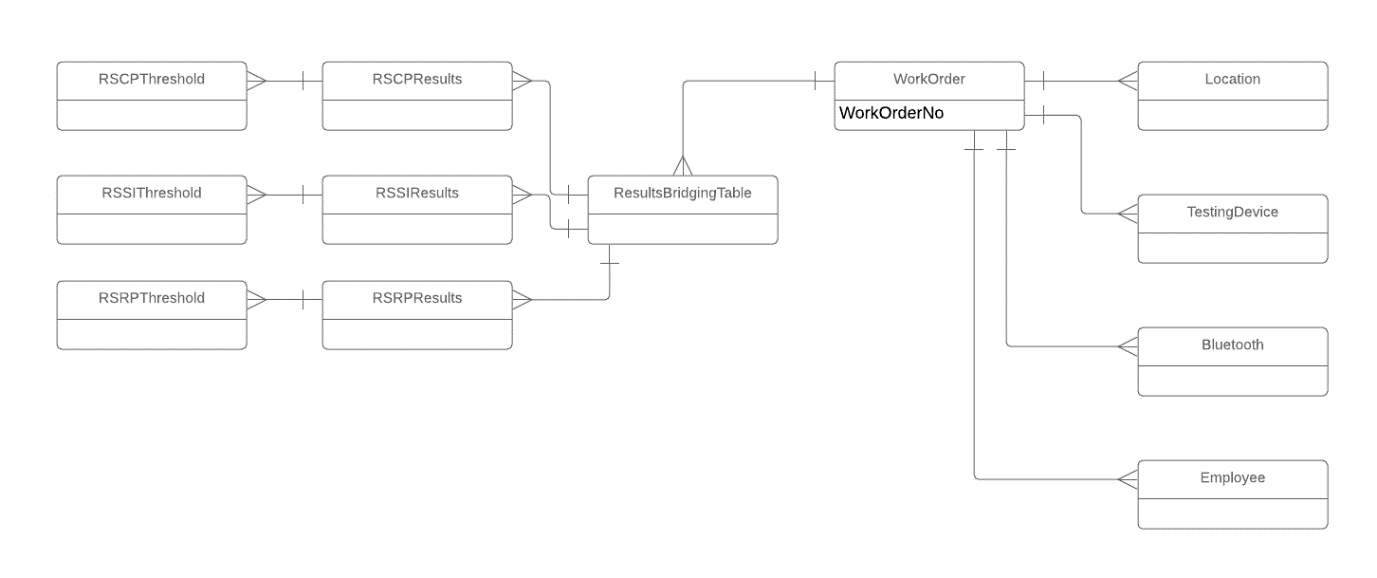 RSCPThreshold
RSCPResults
WorkOrder
WorkOrderNo
Location
RSSIThreshold
RSSIResults
ResultsBridgingTable
TestingDevice
RSRPThreshold
RSRPResults
Bluetooth
Employee